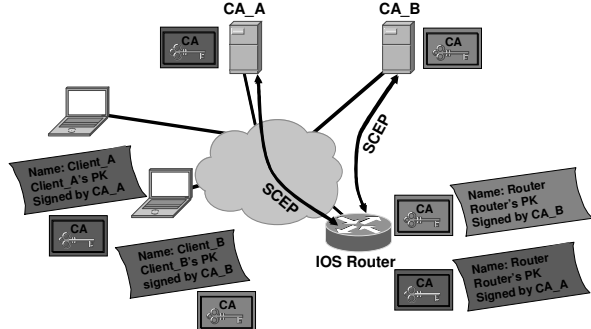 CA_A
CA_B
CA
CA
SCEP
SCEP
Name: Client_A
Client_A's PK
Signed by CA_A
CA
Name: Client_B
Client_B's PK
signed by CA_B
CA
IOS Router
Name: Router
Router's PK
Signed by CA_B
CA
Name: Router
Router's PK
Signed by CA_A
CA